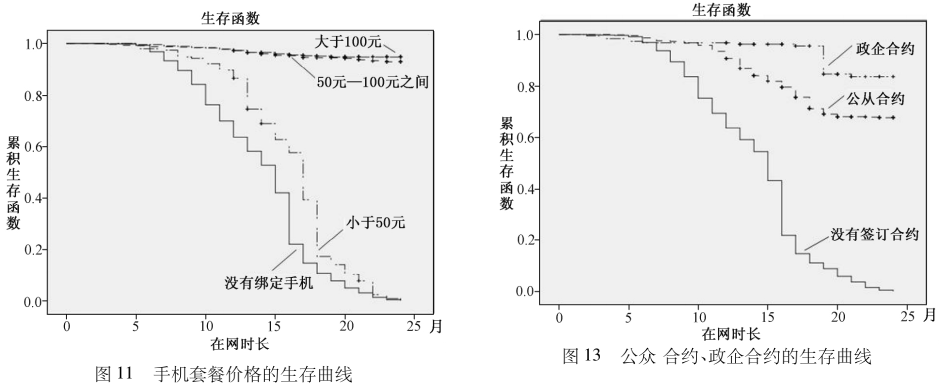 生存函数
累积生存函数
1.0
0.8
0.6
0.4
0.2
0.0
大于100元
50元—100元之间
小于50元
没有绑定手机
0 5 10 15 20 25 月
在网时长
图 11 手机套餐价格的生存曲线
生存函数
累积生存函数
1.0
0.8
0.6
0.4
0.2
0.0
政企合约
公从合约
没有签订合约
0 5 10 15 20 25 月
在网时长
图 13 公众 合约、政企合约的生存曲线